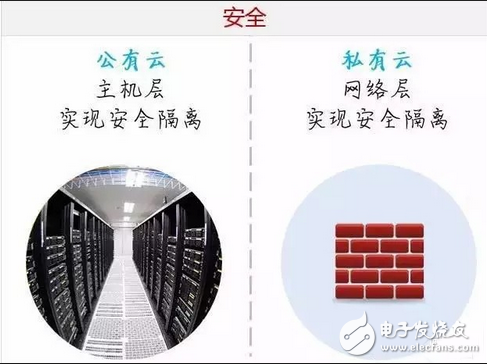 安全
公有云
主机层
实现安全隔离
私有云
网络层
实现安全隔离
电子发烧友
www.elecfans.com